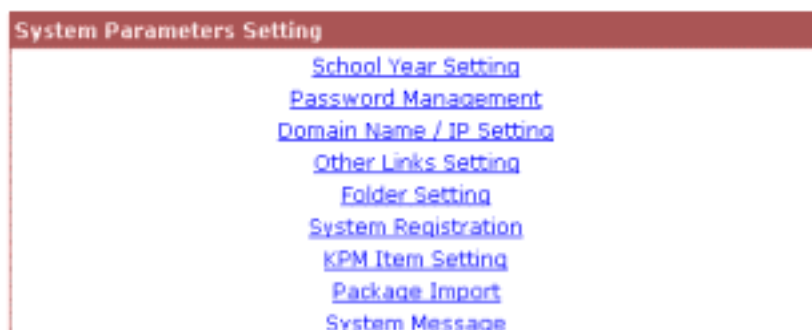 System Parameters Setting
School Year Setting
Password Management
Domain Name / IP Setting
Other Links Setting
Folder Setting
System Registration
KPM Item Setting
Package Import
System Message